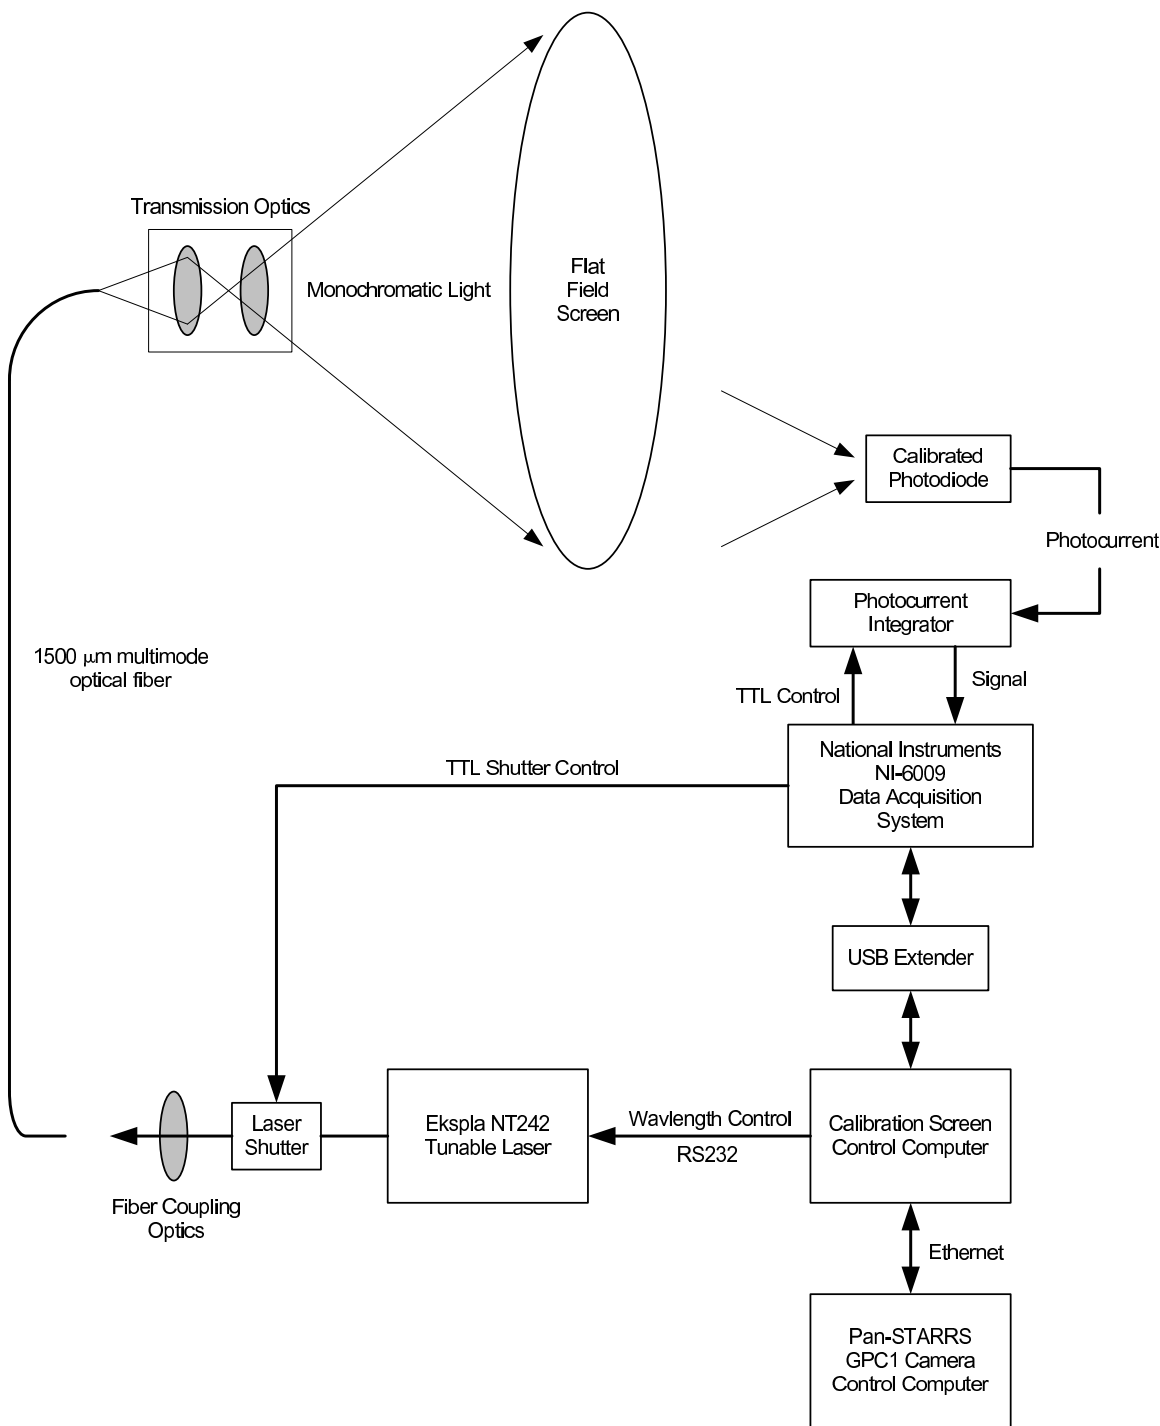 Transmission Optics
Monochromatic Light
Flat
Field
Screen
Calibrated
Photodiode
Photocurrent
Photocurrent
Integrator
1500 μm multimode
optical fiber
TTL Control
Signal
National Instruments
NI-6009
Data Acquisition
System
TTL Shutter Control
USB Extender
Laser
Shutter
Ekspla NT242
Tunable Laser
Wavlength Control
RS232
Calibration Screen
Control Computer
Fiber Coupling
Optics
Ethernet
Pan-STARRS
GPC1 Camera
Control Computer